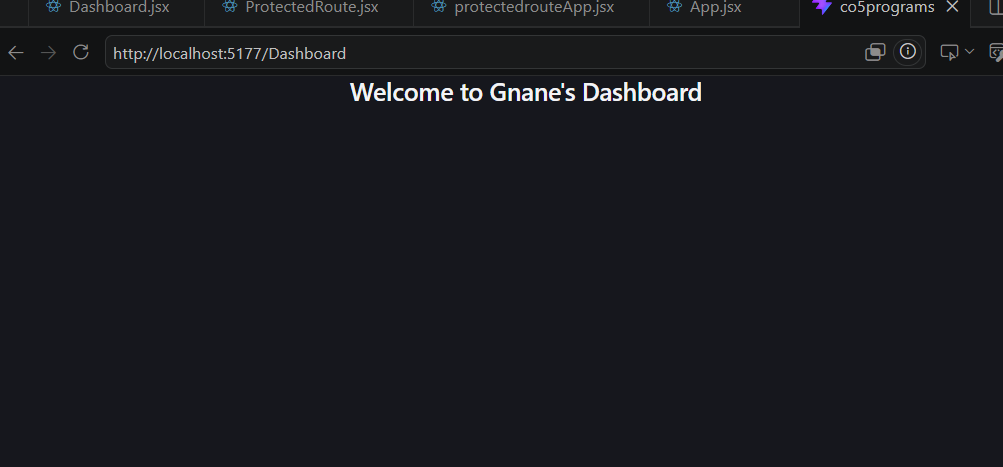 Dashboard.jsx ProtectedRoute.jsx protectedrouteApp.jsx App.jsx co5programs
http://localhost:5177/Dashboard
Welcome to Gnane's Dashboard